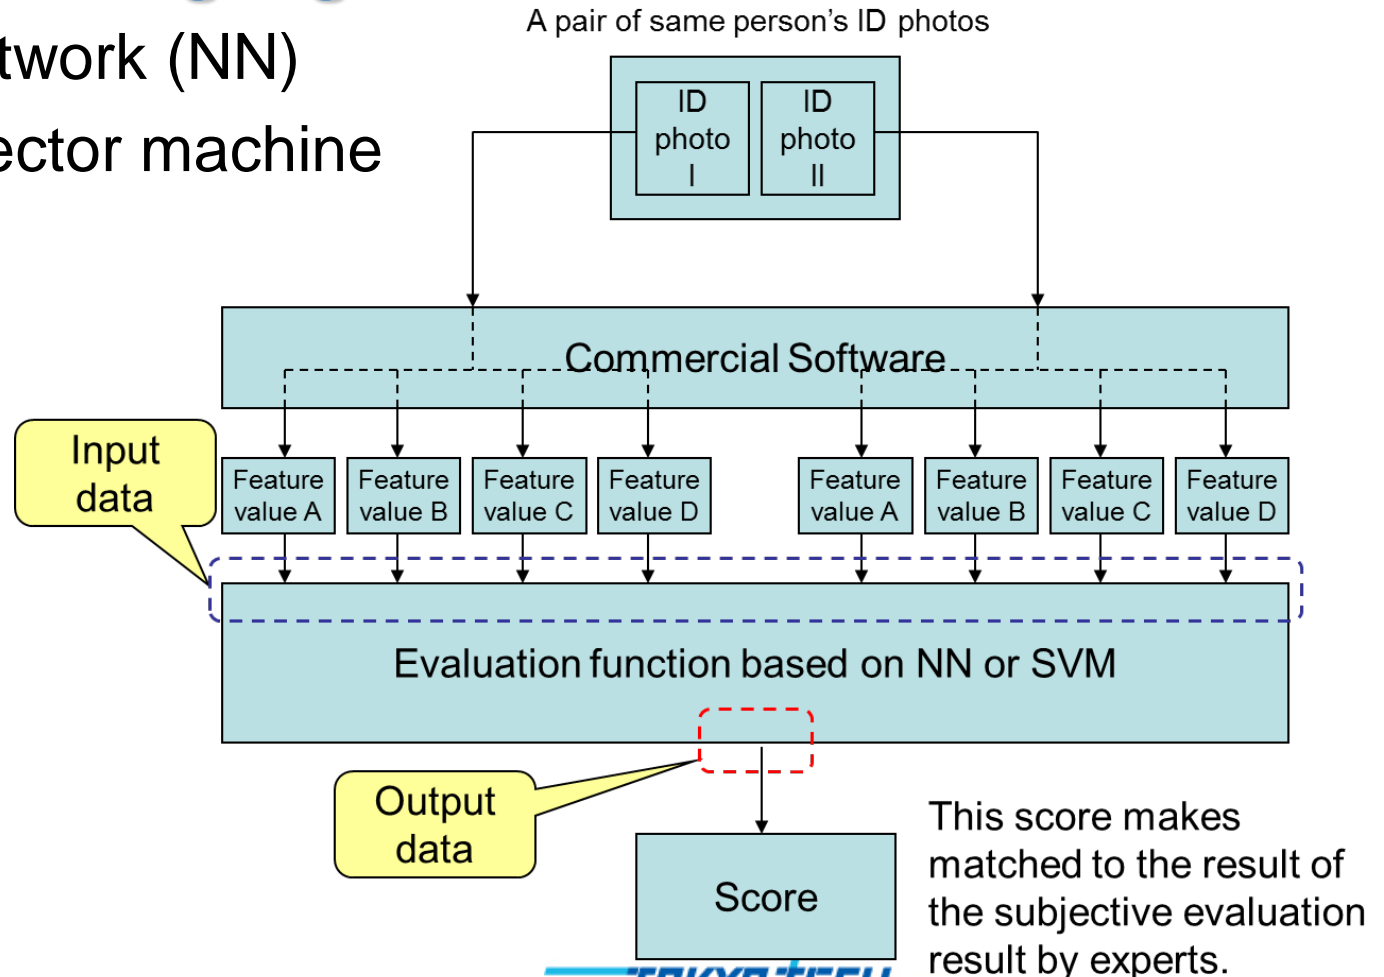 A pair of same person's ID photos
twork (NN)
ector machine
ID
photo
I
ID
photo
II
Commercial Software
Input
data
Feature
value A
Feature
value B
Feature
value C
Feature
value D
Feature
value A
Feature
value B
Feature
value C
Feature
value D
Evaluation function based on NN or SVM
Output
data
Score
This score makes
matched to the result of
the subjective evaluation
result by experts.